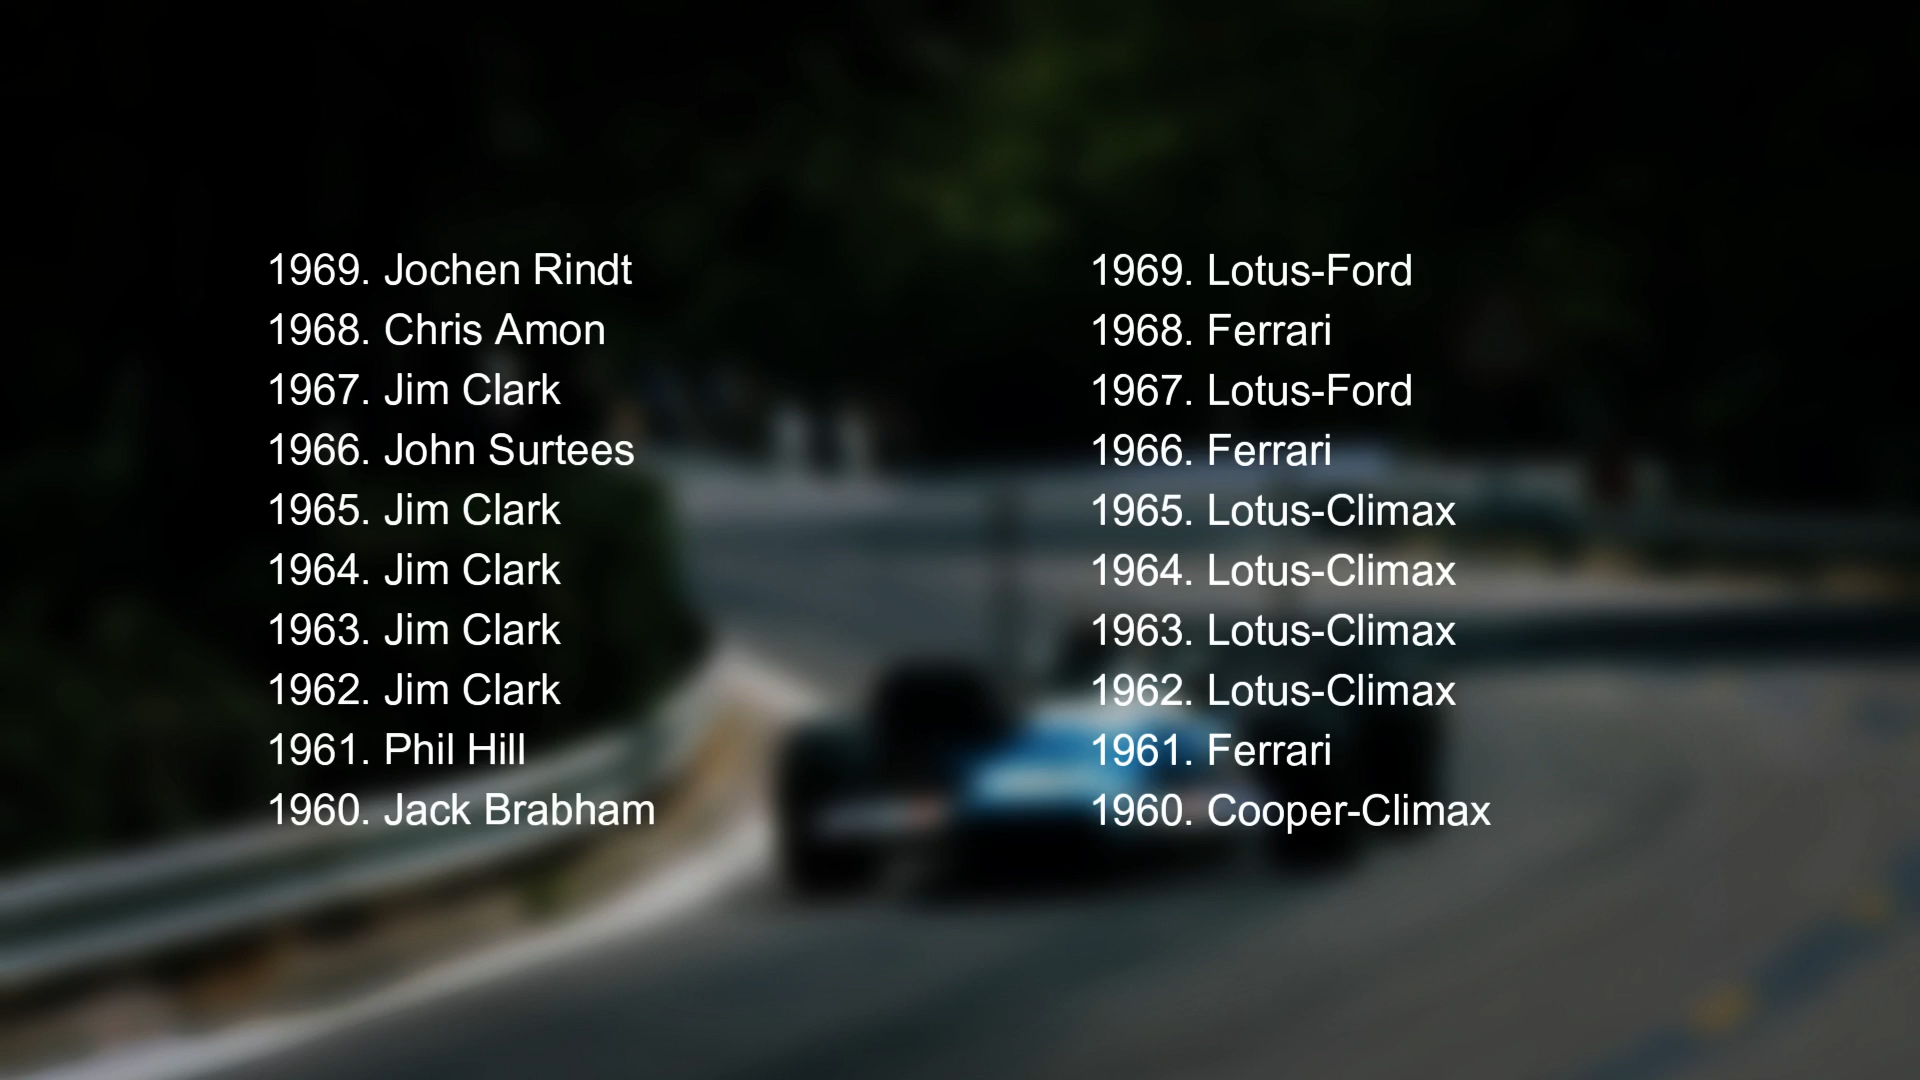 1969. Jochen Rindt
1968. Chris Amon
1967. Jim Clark
1966. John Surtees
1965. Jim Clark
1964. Jim Clark
1963. Jim Clark
1962. Jim Clark
1961. Phil Hill
1960. Jack Brabham
1969. Lotus-Ford
1968. Ferrari
1967. Lotus-Ford
1966. Ferrari
1965. Lotus-Climax
1964. Lotus-Climax
1963. Lotus-Climax
1962. Lotus-Climax
1961. Ferrari
1960. Cooper-Climax